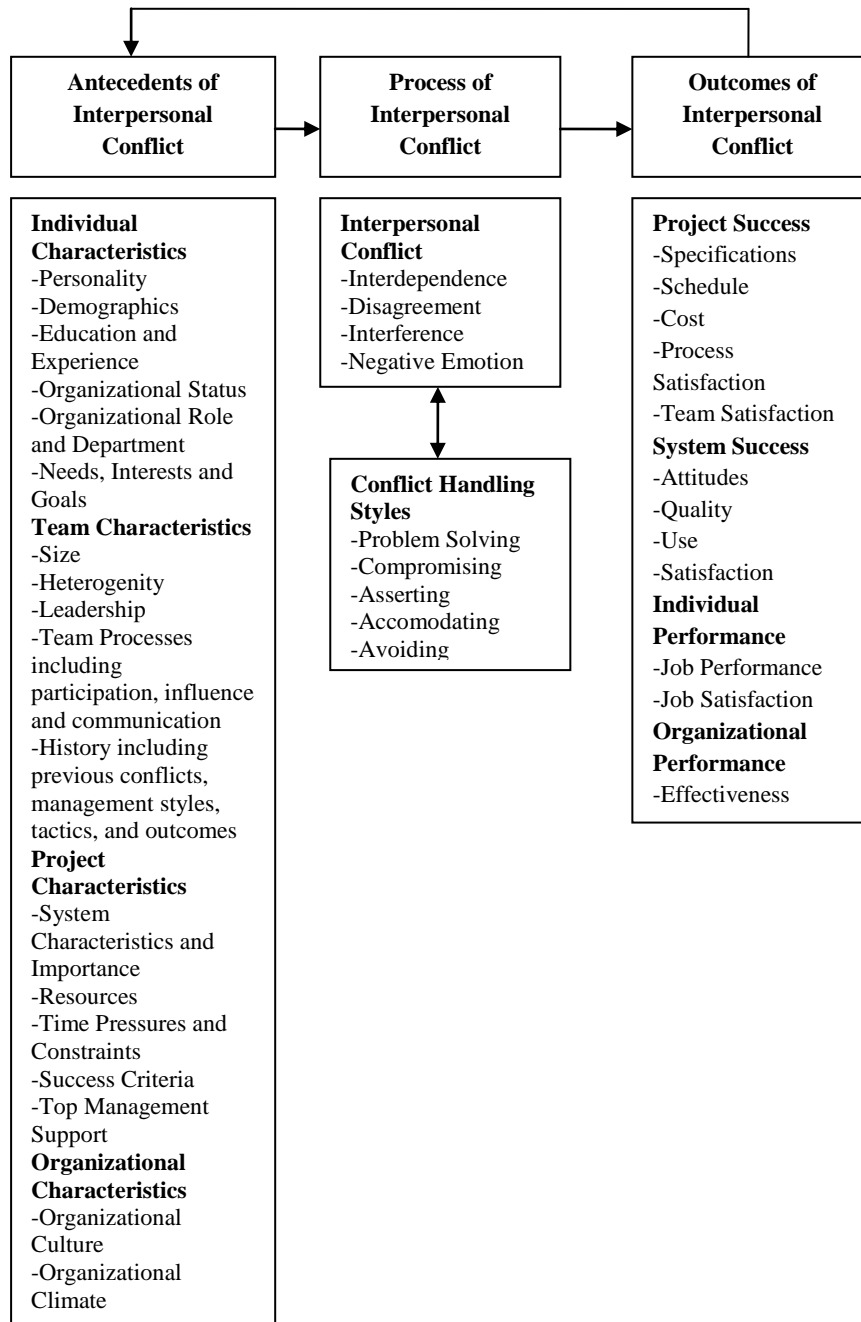 Antecedents of
Interpersonal
Conflict
Process of
Interpersonal
Conflict
Outcomes of
Interpersonal
Conflict
Individual
Characteristics
-Personality
-Demographics
-Education and
Experience
-Organizational Status
-Organizational Role
and Department
-Needs, Interests and
Goals
Team Characteristics
-Size
-Heterogenity
-Leadership
-Team Processes
including
participation, influence
and communication
-History including
previous conflicts,
management styles,
tactics, and outcomes
Project
Characteristics
-System
Characteristics and
Importance
-Resources
-Time Pressures and
Constraints
-Success Criteria
-Top Management
Support
Organizational
Characteristics
-Organizational
Culture
-Organizational
Climate
Interpersonal
Conflict
-Interdependence
-Disagreement
-Interference
-Negative Emotion
Conflict Handling
Styles
-Problem Solving
-Compromising
-Asserting
-Accomodating
-Avoiding
Project Success
-Specifications
-Schedule
-Cost
-Process
Satisfaction
-Team Satisfaction
System Success
-Attitudes
-Quality
-Use
-Satisfaction
Individual
Performance
-Job Performance
-Job Satisfaction
Organizational
Performance
-Effectiveness